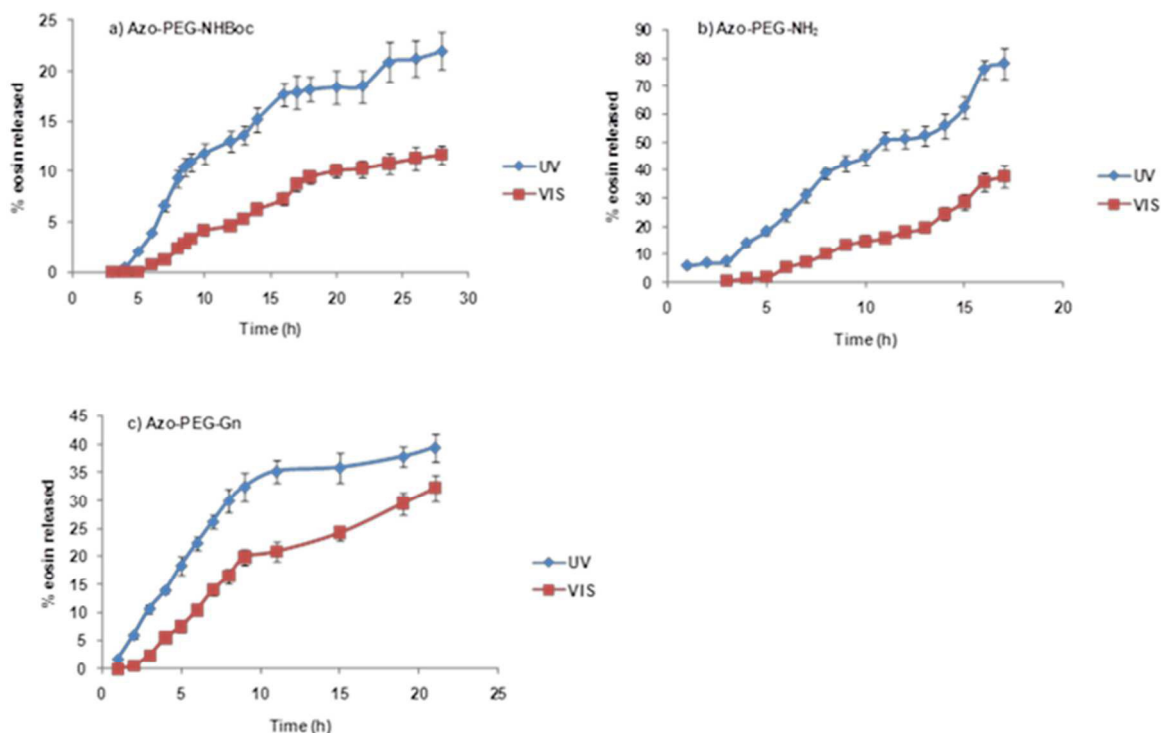 a) Azo-PEG-NHBoc
% eosin released
25
20
15
10
5
0
0 5 10 15 20 25 30
Time (h)
UV
VIS
b) Azo-PEG-NH₂
% eosin released
90
80
70
60
50
40
30
20
10
0
0 5 10 15 20
Time (h)
UV
VIS
c) Azo-PEG-Gn
% eosin released
45
40
35
30
25
20
15
10
5
0
0 5 10 15 20 25
Time (h)
UV
VIS